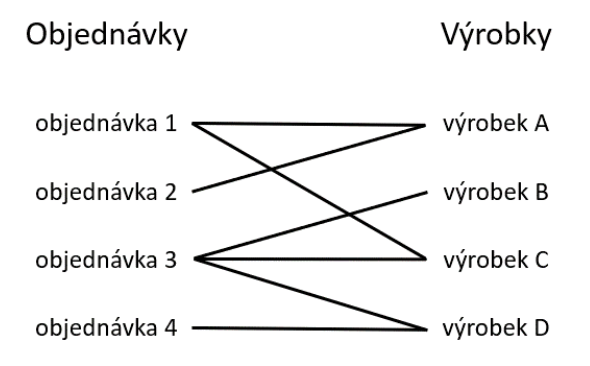 Objednávky Výrobky
objednávka 1 výrobek A
objednávka 2 výrobek B
objednávka 3 výrobek C
objednávka 4 výrobek D